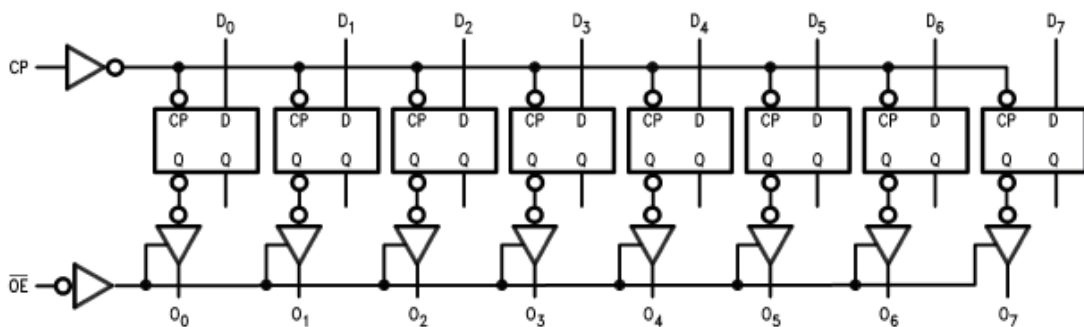 D₀ D₁ D₂ D₃ D₄ D₅ D₆ D₇
CP
CP D CP D CP D CP D CP D CP D CP D CP D
Q Q Q Q Q Q Q Q Q Q Q Q Q Q Q Q
O̅E̅
O₀ O₁ O₂ O₃ O₄ O₅ O₆ O₇